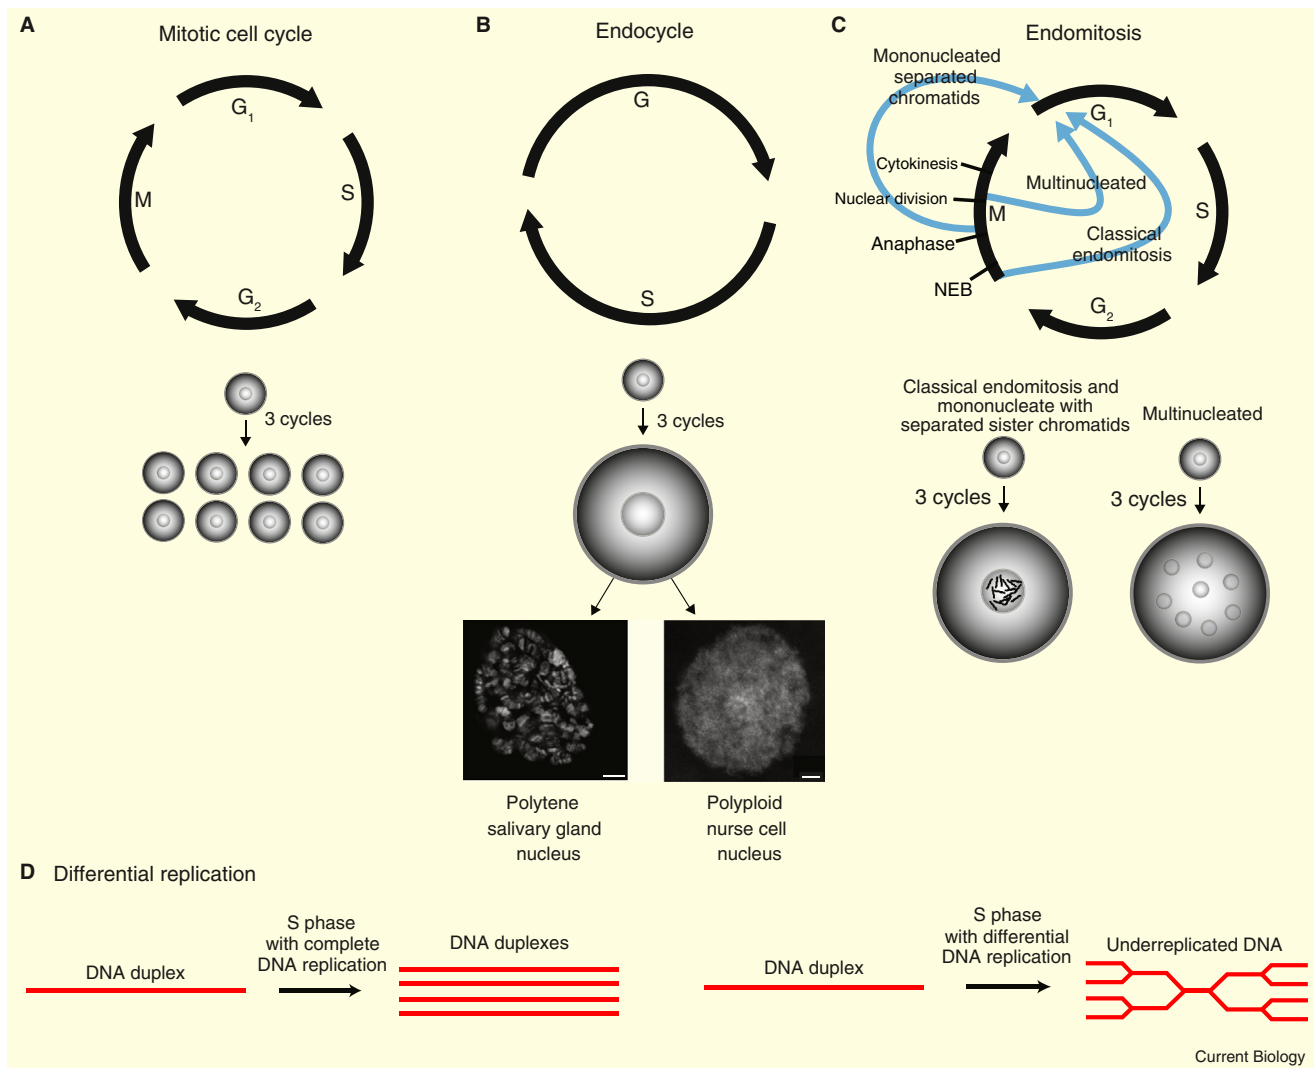 A
Mitotic cell cycle
G1
S
G2
M
3 cycles
B
Endocycle
G
S
3 cycles
Polytene
salivary gland
nucleus
Polyploid
nurse cell
nucleus
C
Endomitosis
Mononucleated
separated
chromatids
G1
Cytokinesis
Nuclear division
Multinucleated
M
S
Anaphase
Classical
endomitosis
NEB
G2
Classical endomitosis and
mononucleate with
separated sister chromatids
3 cycles
Multinucleated
3 cycles
D
Differential replication
DNA duplex
S phase
with complete
DNA replication
DNA duplexes
DNA duplex
S phase
with differential
DNA replication
Underreplicated DNA
Current Biology